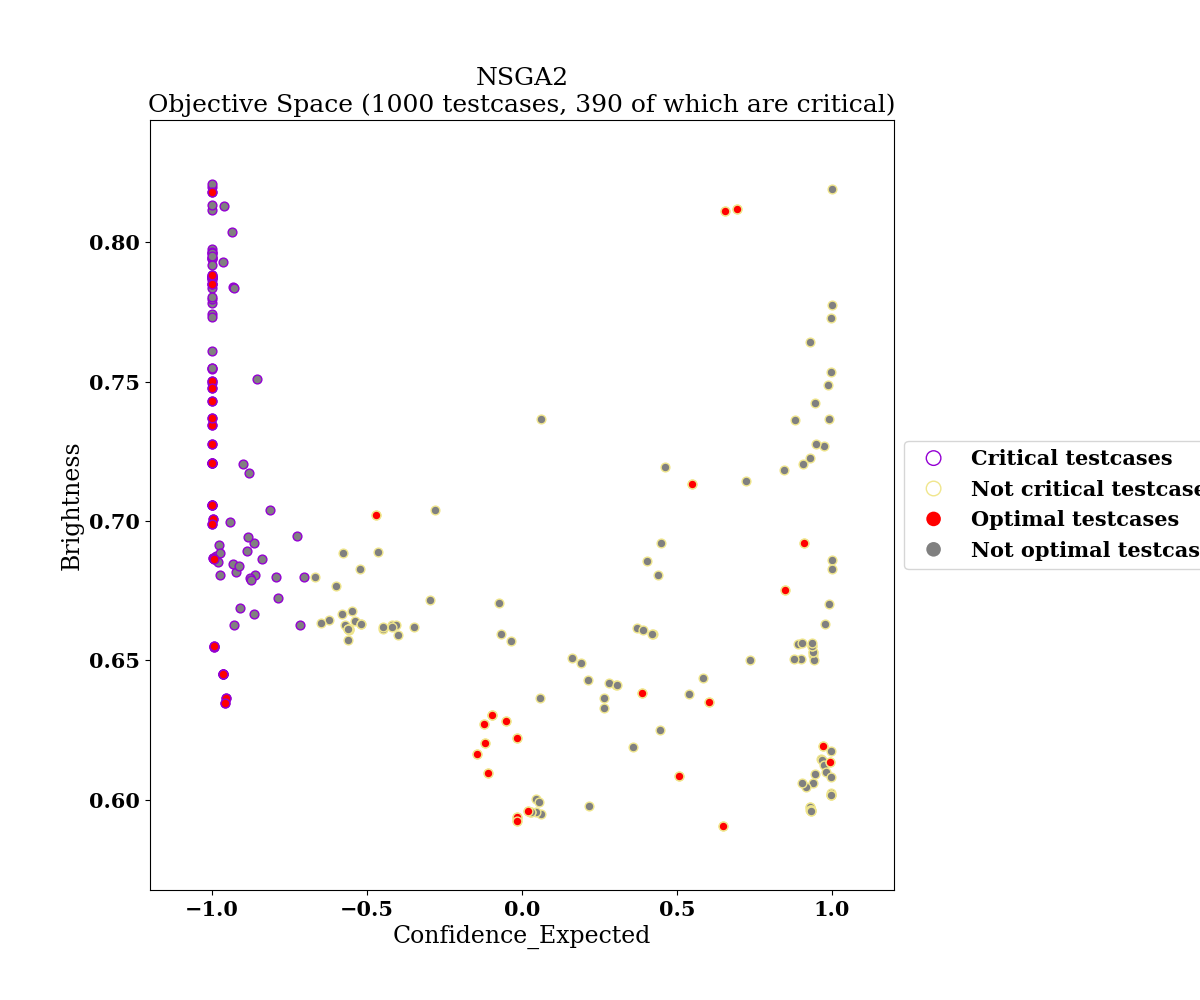 NSGA2
Objective Space (1000 testcases, 390 of which are critical)
0.80
0.75
0.70
0.65
0.60
Brightness
−1.0
−0.5
0.0
0.5
1.0
Confidence_Expected
Critical testcases
Not critical testcase
Optimal testcases
Not optimal testcas